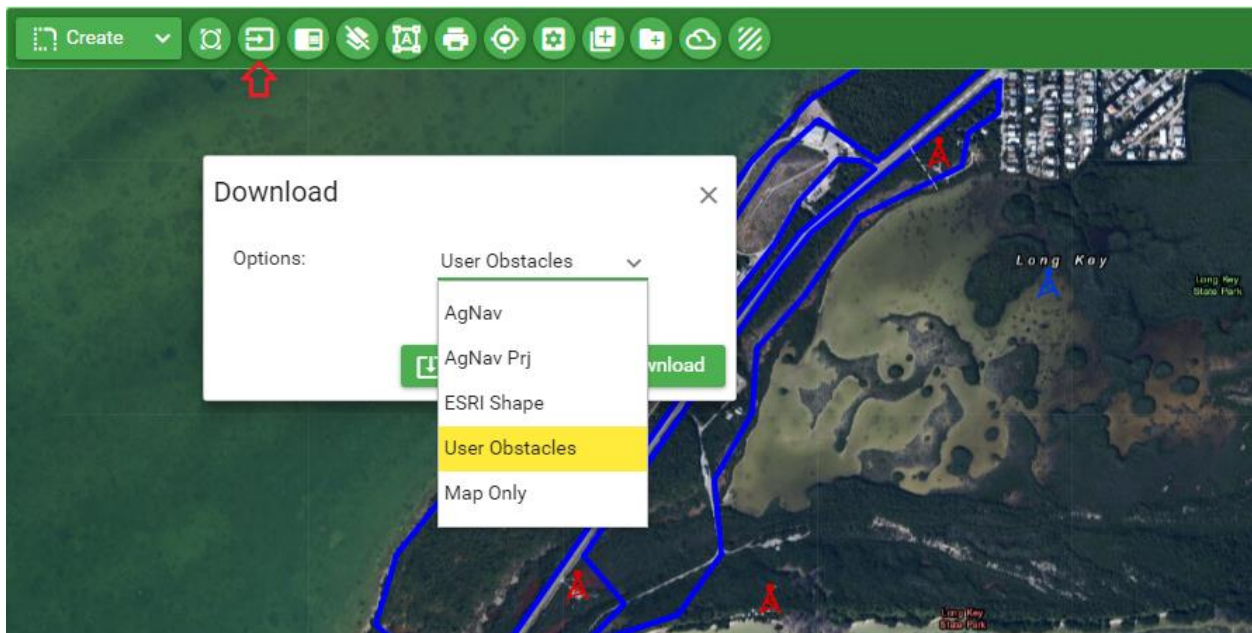 Create
A
Download
Options:
User Obstacles
AgNav
AgNav Prj
ESRI Shape
User Obstacles
Map Only
Long Key
Long Key
State Park
Long Key
State Park